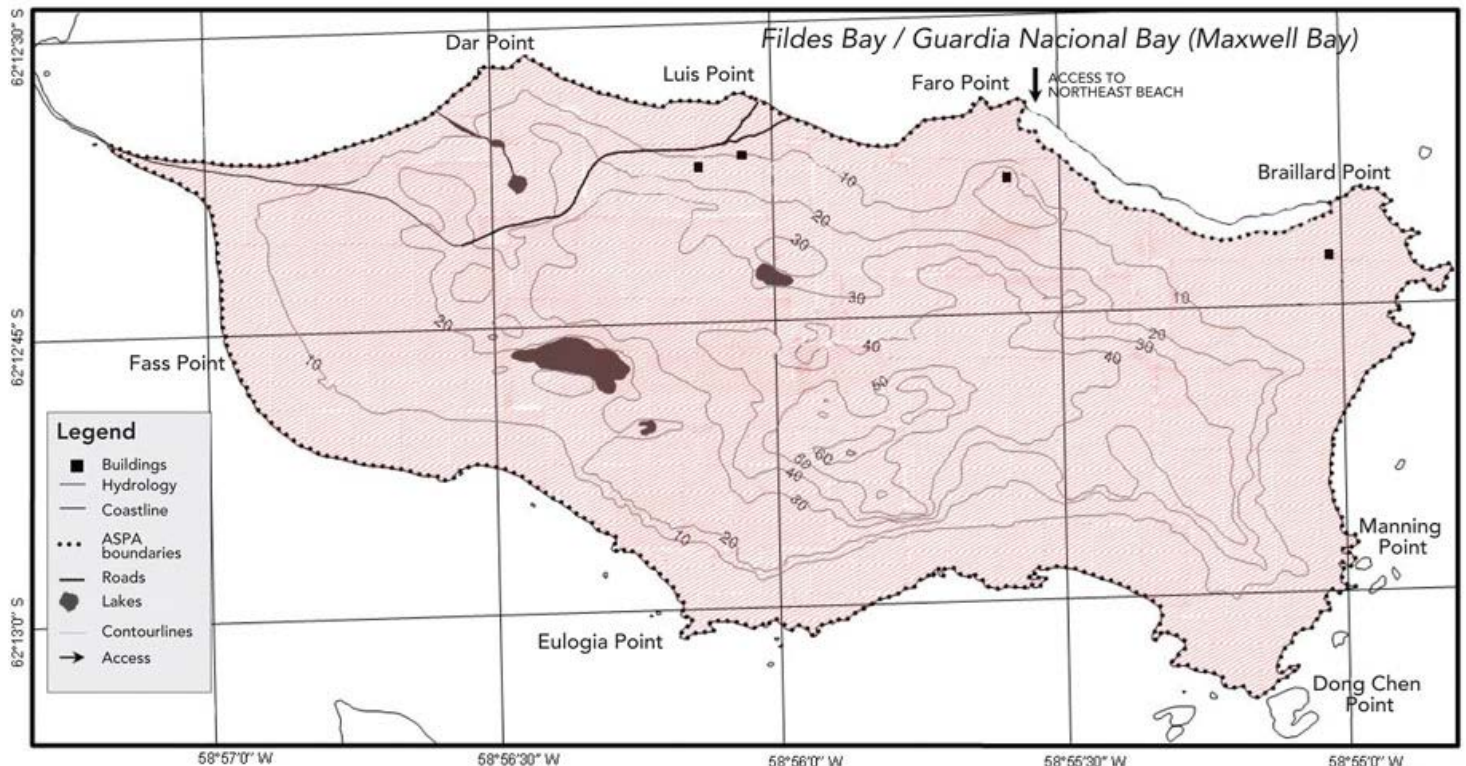 62°12'30" S
Dar Point
Fildes Bay / Guardia Nacional Bay (Maxwell Bay)
Luis Point
Faro Point
ACCESS TO
NORTHEAST BEACH
Braillard Point
10
20
30
30
10
20
62°12'45" S
Fass Point
10
40
20
30
40
50
Legend
Buildings
Hydrology
Coastline
ASPA
boundaries
Roads
Lakes
Contourlines
Access
60
50
40
30
10
20
Manning
Point
62°13'0" S
Eulogia Point
Dong Chen
Point
58°57'0" W
58°56'30" W
58°56'0" W
58°55'30" W
58°55'0" W